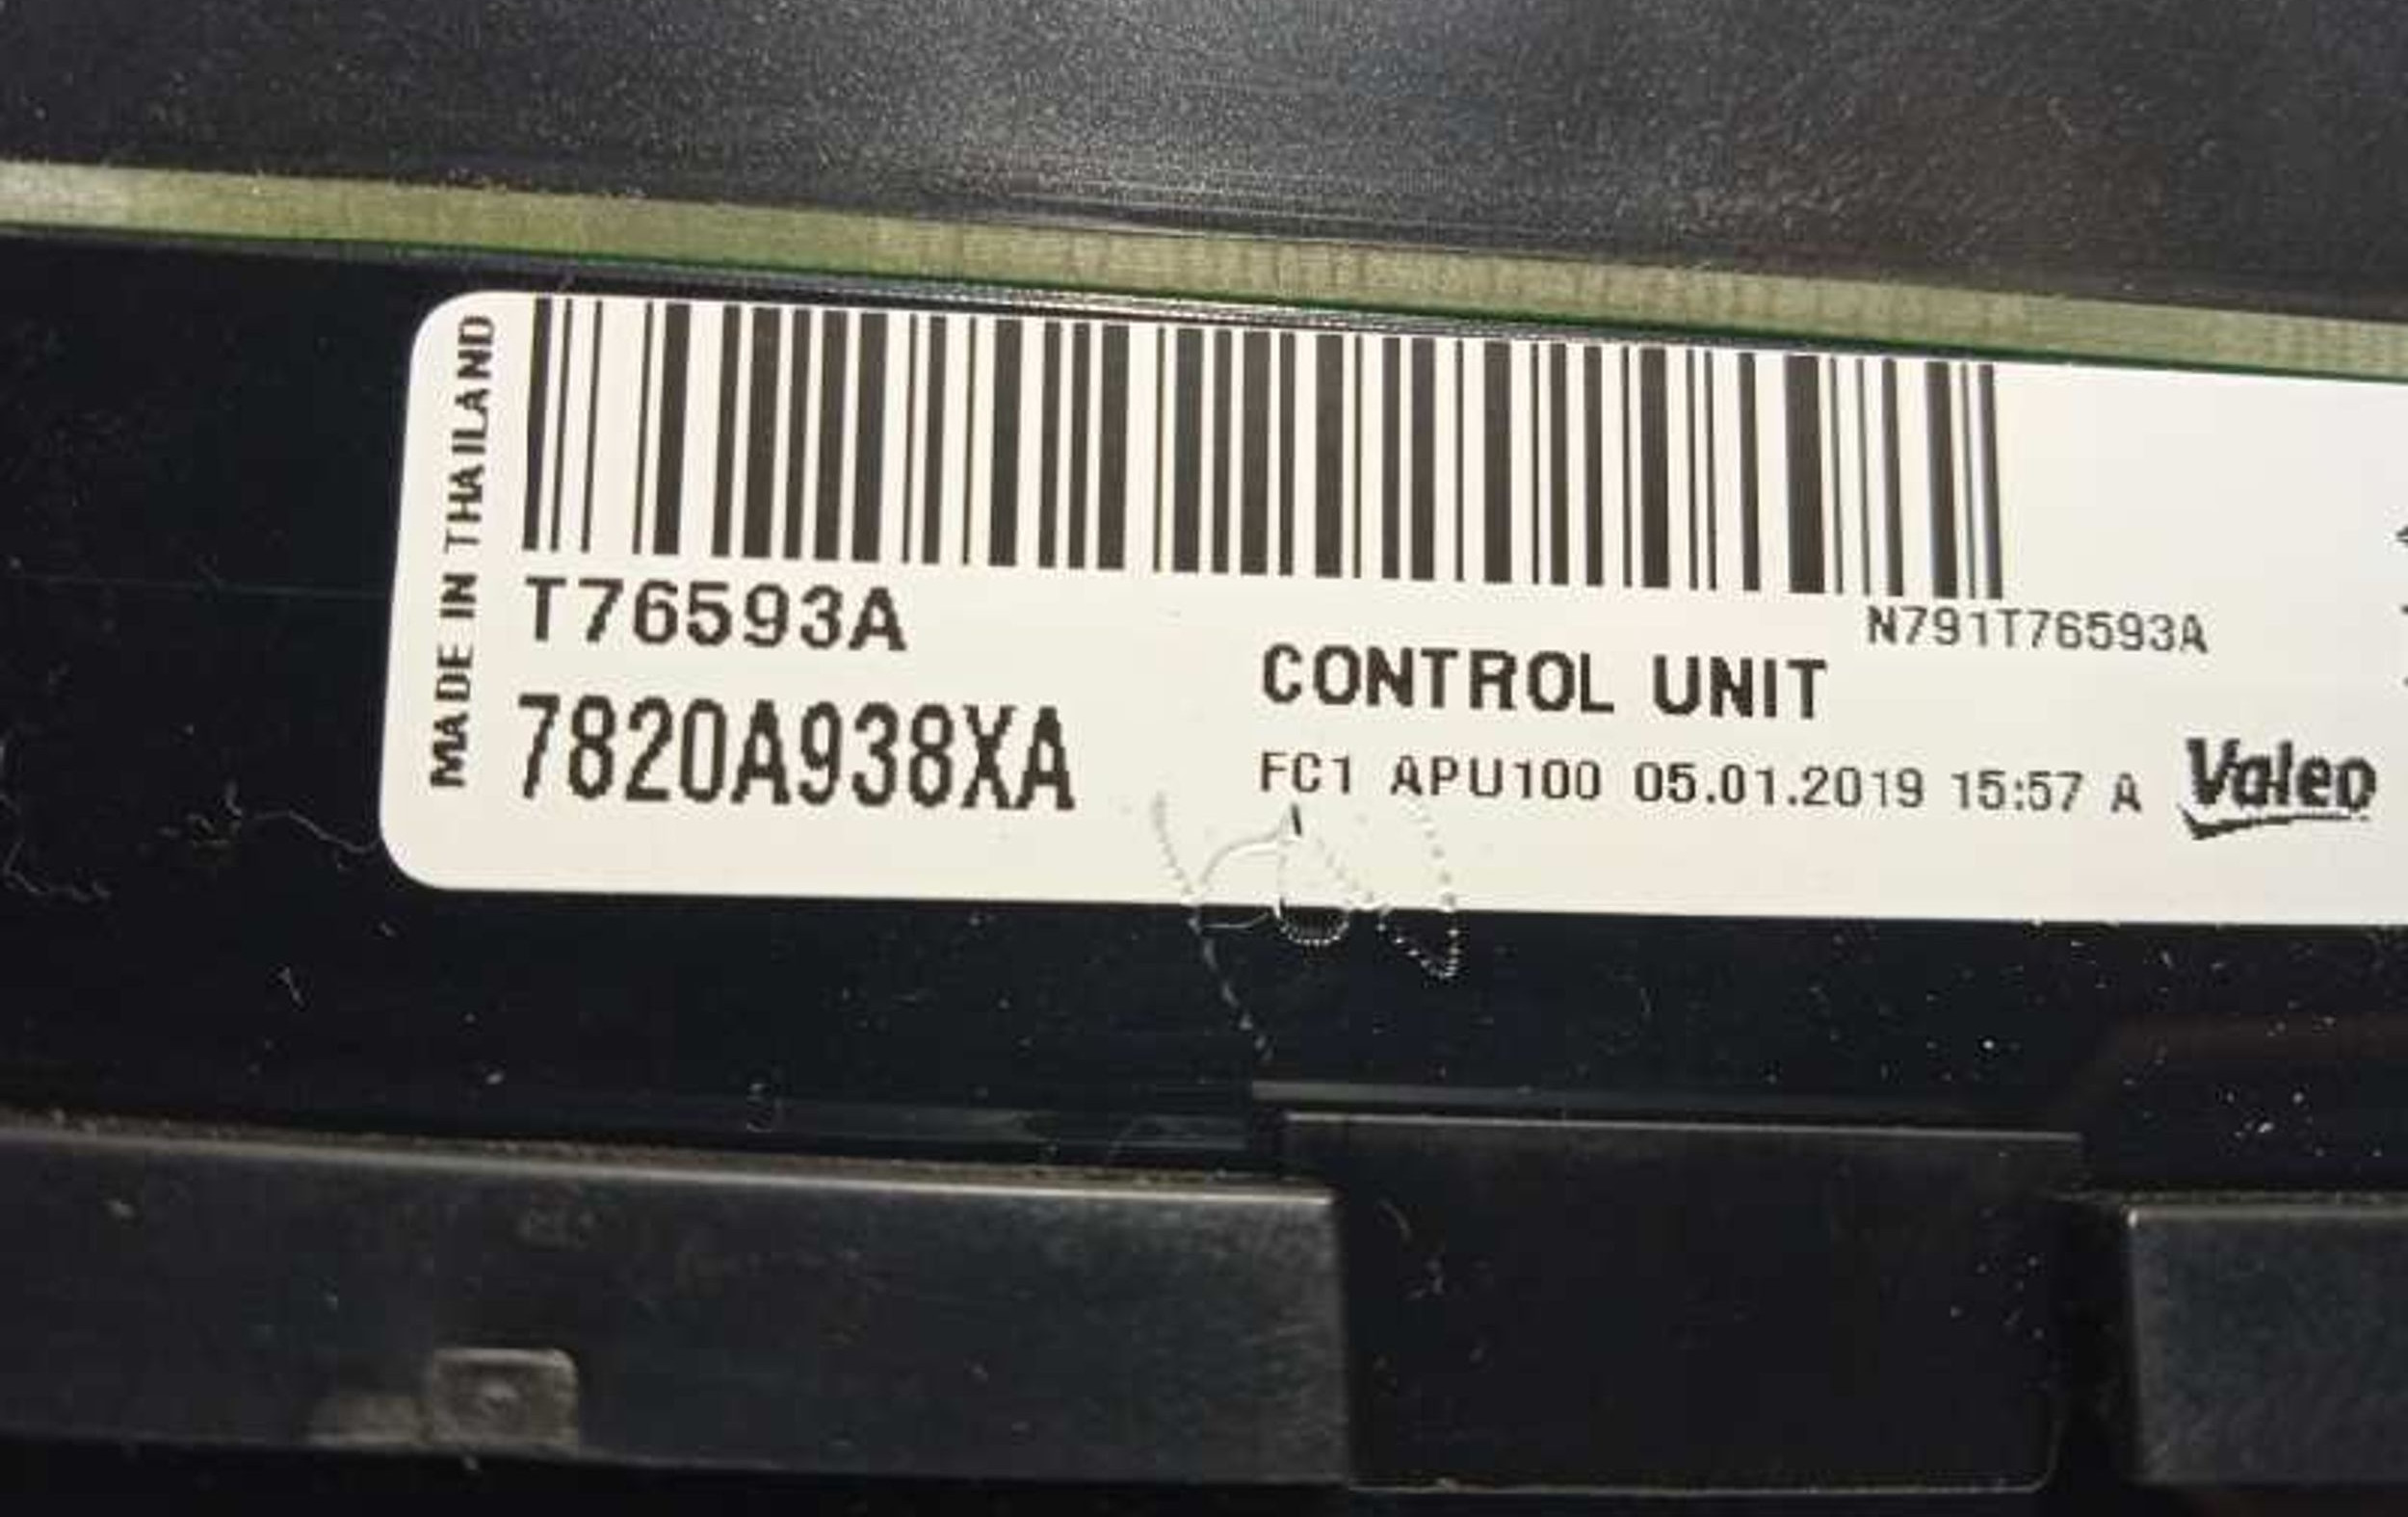 MADE IN THAILAND
T76593A
N791T76593A
7820A938XA
CONTROL UNIT
FC1 APU100 05.01.2019 15:57 A
Valeo